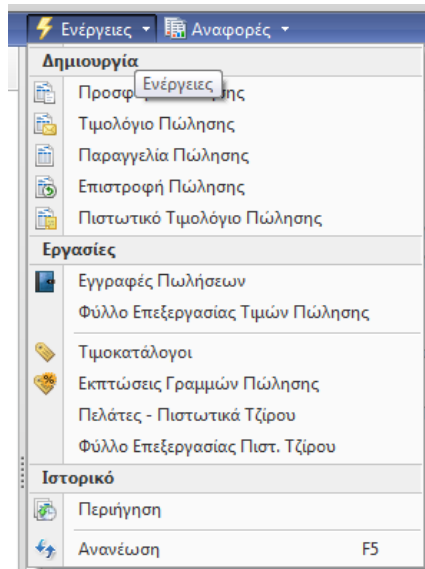 Ενέργειες Αναφορές
Δημιουργία
Ενέργειες
Τιμολόγιο Πώλησης
Παραγγελία Πώλησης
Επιστροφή Πώλησης
Πιστωτικό Τιμολόγιο Πώλησης
Εργασίες
Εγγραφές Πωλήσεων
Φύλλο Επεξεργασίας Τιμών Πώλησης
Τιμοκατάλογοι
Εκπτώσεις Γραμμών Πώλησης
Πελάτες - Πιστωτικά Τζίρου
Φύλλο Επεξεργασίας Πιστ. Τζίρου
Ιστορικό
Περιήγηση
Ανανέωση F5